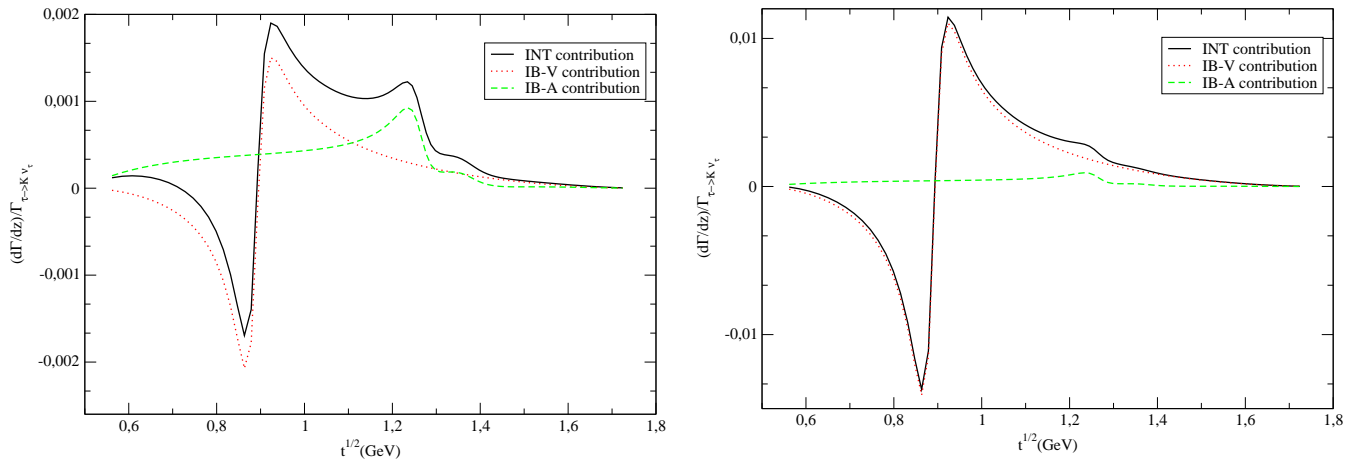 0,002
0,001
0
-0,001
-0,002
(dΓ/dz)/Γτ-->K ντ
INT contribution
IB-V contribution
IB-A contribution
0,6 0,8 1 1,2 1,4 1,6 1,8
t^1/2(GeV)
0,01
0
-0,01
(dΓ/dz)/Γτ-->K ντ
INT contribution
IB-V contribution
IB-A contribution
0,6 0,8 1 1,2 1,4 1,6 1,8
t^1/2(GeV)